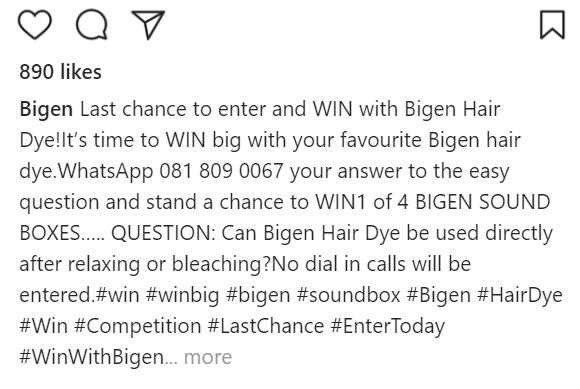 890 likes
Bigen Last chance to enter and WIN with Bigen Hair
Dye!It’s time to WIN big with your favourite Bigen hair
dye.WhatsApp 081 809 0067 your answer to the easy
question and stand a chance to WIN1 of 4 BIGEN SOUND
BOXES..... QUESTION: Can Bigen Hair Dye be used directly
after relaxing or bleaching?No dial in calls will be
entered.#win #winbig #bigen #soundbox #Bigen #HairDye
#Win #Competition #LastChance #EnterToday
#WinWithBigen... more